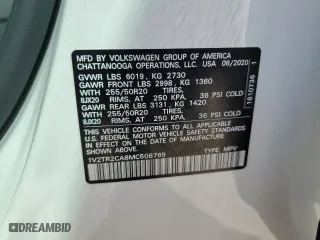 MFD. BY VOLKSWAGEN GROUP OF AMERICA
CHATTANOOGA OPERATIONS, LLC. USA 06/2020
GVWR LBS 6019, KG 2730
GAWR FRONT LBS 2998, KG 1360
WITH 255/50R20 TIRES,
8JX20 RIMS, AT 250 KPA, 36 PSI COLD
GAWR REAR LBS 3131, KG 1420
WITH 255/50R20 TIRES,
8JX20 RIMS, AT 250 KPA, 36 PSI COLD
THIS VEHICLE CONFORMS TO ALL APPLICABLE
U.S. FEDERAL MOTOR VEHICLE SAFETY
STANDARDS IN EFFECT ON THE DATE OF
MANUFACTURE SHOWN ABOVE.
1V2TR2CA8MC508769 TYPE: MPV